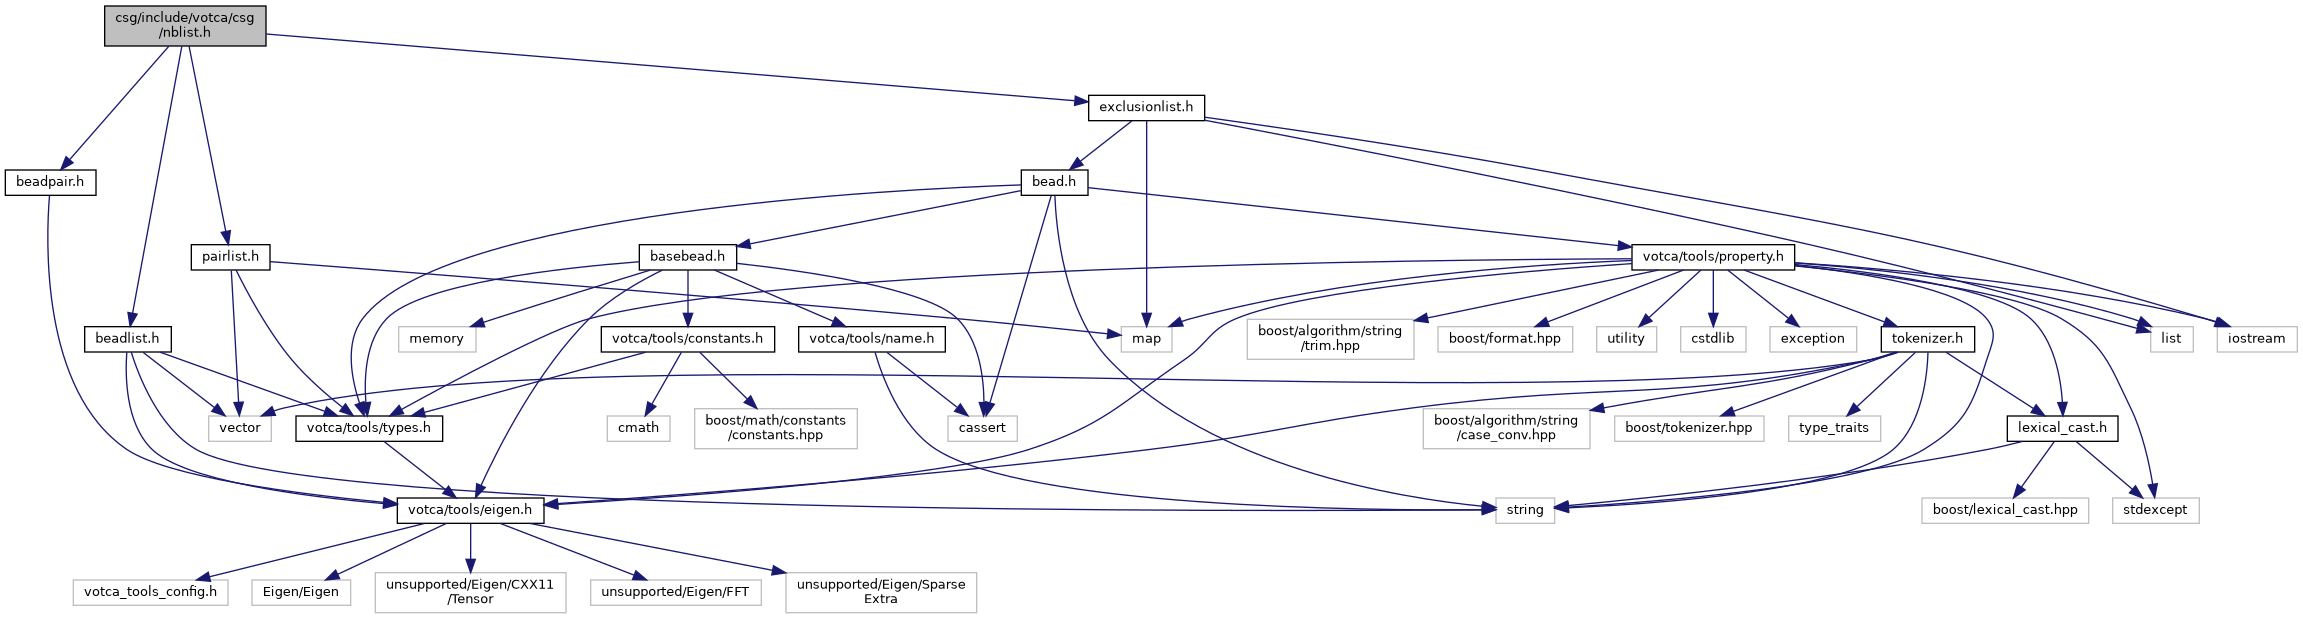 csg/include/votca/csg
/nblist.h
exclusionlist.h
beadpair.h
bead.h
pairlist.h
basebead.h
votca/tools/property.h
beadlist.h
memory
votca/tools/constants.h
votca/tools/name.h
map
boost/algorithm/string
/trim.hpp
boost/format.hpp
utility
cstdlib
exception
tokenizer.h
list
iostream
vector
votca/tools/types.h
cmath
boost/math/constants
/constants.hpp
cassert
boost/algorithm/string
/case_conv.hpp
boost/tokenizer.hpp
type_traits
lexical_cast.h
votca/tools/eigen.h
string
boost/lexical_cast.hpp
stdexcept
votca_tools_config.h
Eigen/Eigen
unsupported/Eigen/CXX11
/Tensor
unsupported/Eigen/FFT
unsupported/Eigen/Sparse
Extra